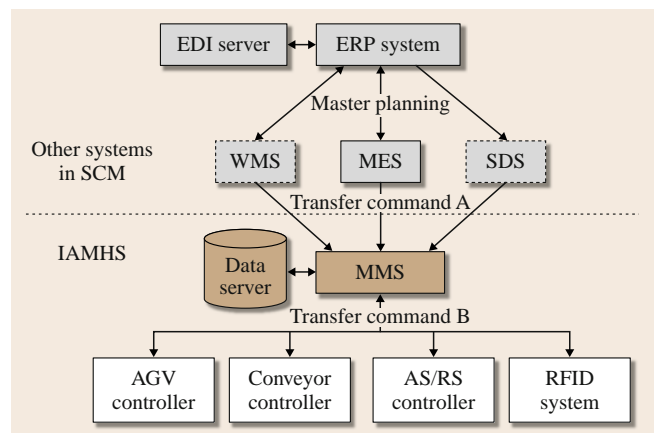 EDI server
ERP system
Master planning
Other systems
in SCM
WMS
MES
SDS
Transfer command A
IAMHS
Data
server
MMS
Transfer command B
AGV
controller
Conveyor
controller
AS/RS
controller
RFID
system